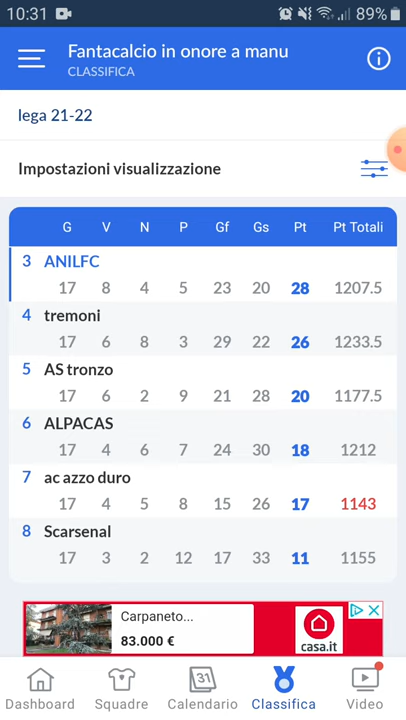 10:31 89%
Fantacalcio in onore a manu
CLASSIFICA
lega 21-22
Impostazioni visualizzazione
G V N P Gf Gs Pt Pt Totali
3 ANILFC
17 8 4 5 23 20 28 1207.5
4 tremoni
17 6 8 3 29 22 26 1233.5
5 AS tronzo
17 6 2 9 21 28 20 1177.5
6 ALPACAS
17 4 6 7 24 30 18 1212
7 ac azzo duro
17 4 5 8 15 26 17 1143
8 Scarsenal
17 3 2 12 17 33 11 1155
Carpaneto...
83.000 €
casa.it
31
Dashboard Squadre Calendario Classifica Video